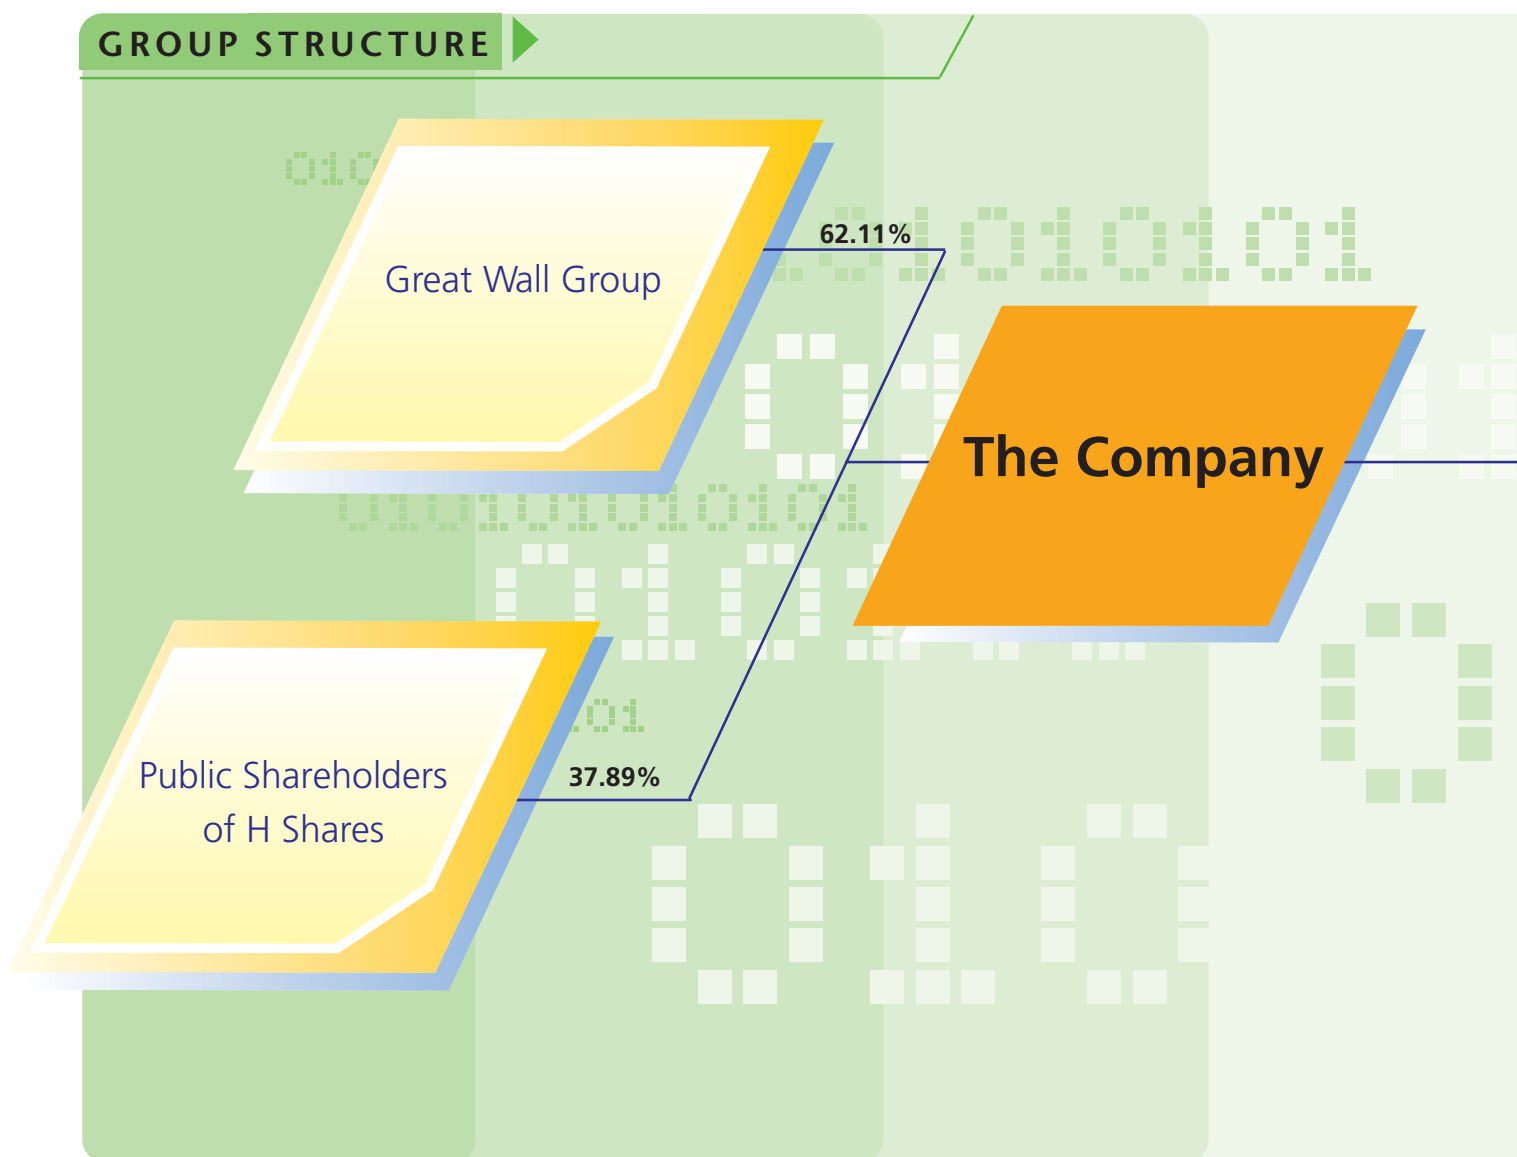 GROUP STRUCTURE
62.11%
Great Wall Group
The Company
Public Shareholders
of H Shares
37.89%